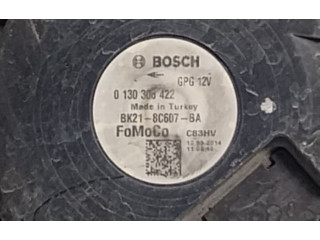 BOSCH
GPG 12V
0 130 308 422
Made in Turkey
BK21-8C607-BA
FoMoCo C83HV